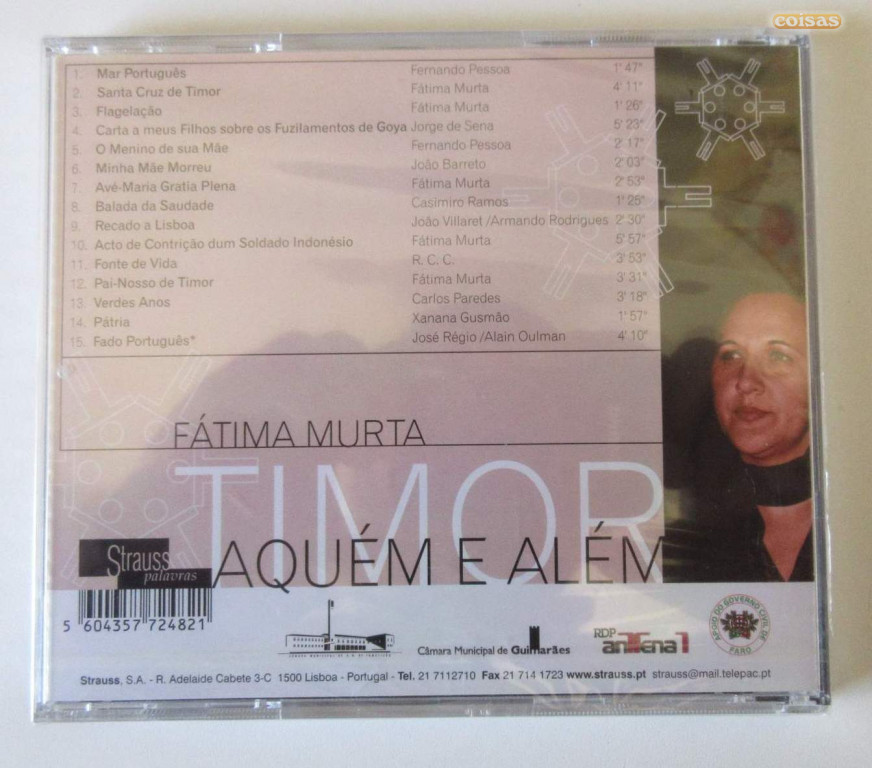 coisas
1. Mar Português Fernando Pessoa 1' 47"
2. Santa Cruz de Timor Fátima Murta 4' 11"
3. Flagelação Fátima Murta 1' 26"
4. Carta a meus Filhos sobre os Fuzilamentos de Goya Jorge de Sena 5' 23"
5. O Menino de sua Mãe Fernando Pessoa 2' 17"
6. Minha Mãe Morreu João Barreto 2' 03"
7. Avé-Maria Gratia Plena Fátima Murta 2' 53"
8. Balada da Saudade Casimiro Ramos 1' 25"
9. Recado a Lisboa João Villaret /Armando Rodrigues 2' 30"
10. Acto de Contrição dum Soldado Indonésio Fátima Murta 5' 57"
11. Fonte de Vida R. C. C. 3' 53"
12. Pai-Nosso de Timor Fátima Murta 3' 31"
13. Verdes Anos Carlos Paredes 3' 18"
14. Pátria Xanana Gusmão 1' 57"
15. Fado Português* José Régio /Alain Oulman 4' 10"
FÁTIMA MURTA
TIMOR
AQUÉM E ALÉM
Strauss
palavras
5 604357 724821
Câmara Municipal de Guimarães
RDP
antena 1
APOIO DO GOVERNO CIVIL DE FARO
Strauss, S.A. - R. Adelaide Cabete 3-C 1500 Lisboa - Portugal - Tel. 21 7112710 Fax 21 714 1723 www.strauss.pt strauss@mail.telepac.pt